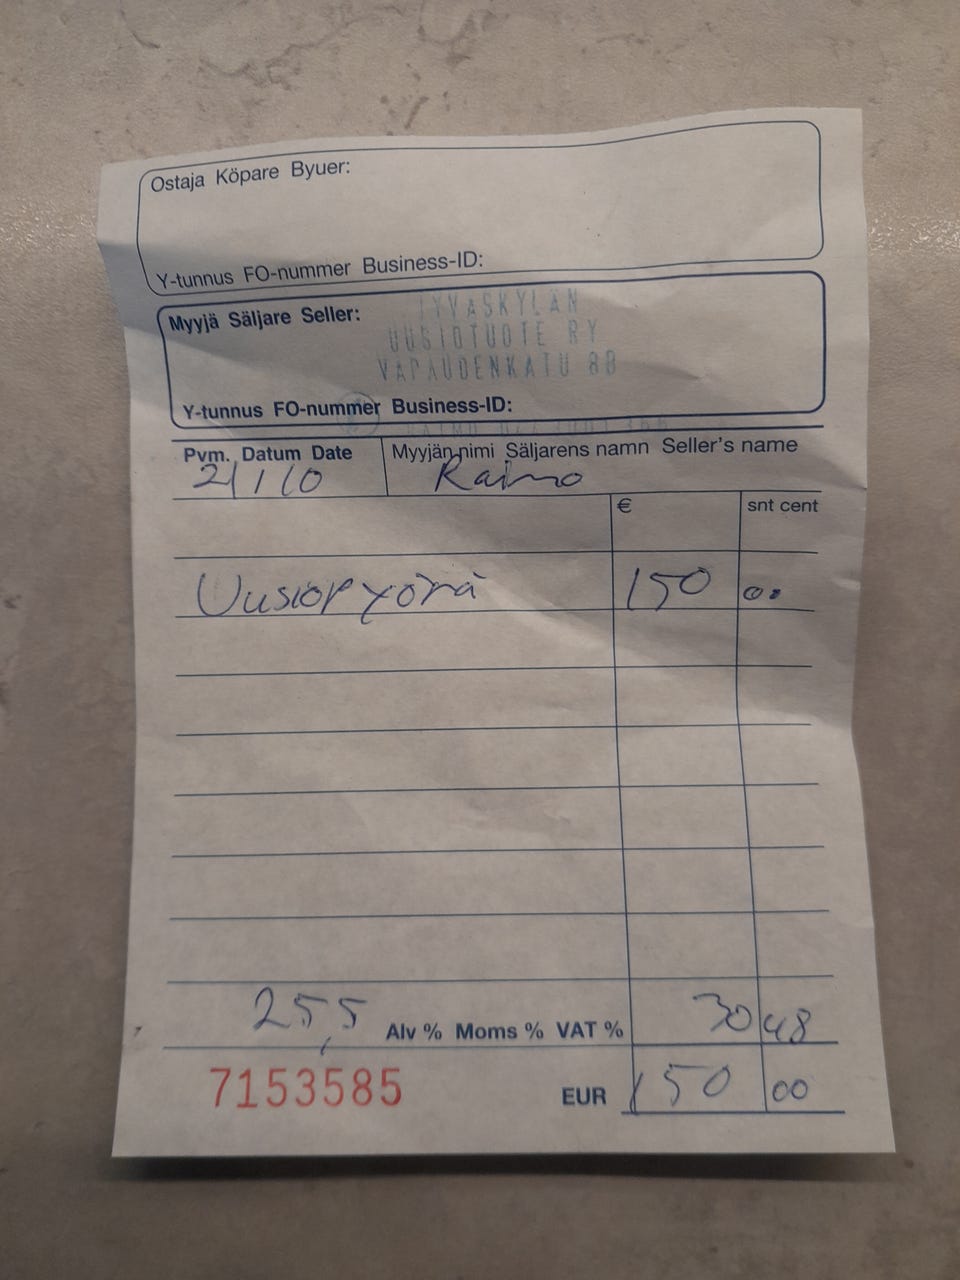 Ostaja Köpare Byuer:
Y-tunnus FO-nummer Business-ID:
Myyjä Säljare Seller:
JYVÄSKYLÄN
UUSIOTUOTE RY
VAPAUDENKATU 88
Y-tunnus FO-nummer Business-ID:
Pvm. Datum Date
Myyjän nimi Säljarens namn Seller's name
Raimo
€ snt cent
Uusiopyörä 150 00
25,5 Alv % Moms % VAT % 30 48
7153585 EUR 150 00